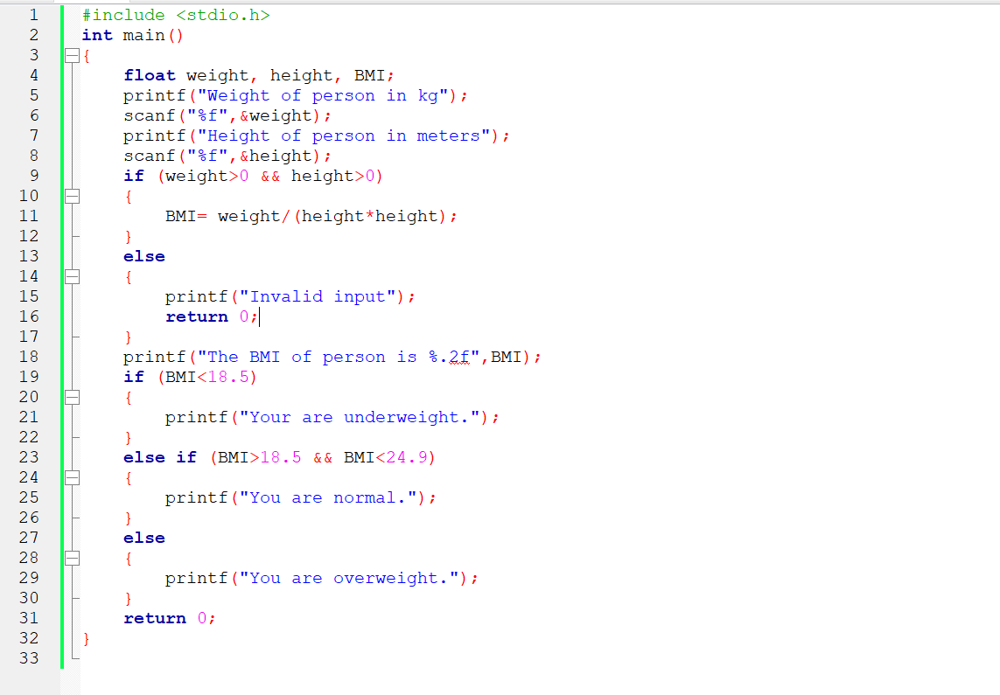 1 #include <stdio.h>
2 int main()
3 {
4 float weight, height, BMI;
5 printf("Weight of person in kg");
6 scanf("%f",&weight);
7 printf("Height of person in meters");
8 scanf("%f",&height);
9 if (weight>0 && height>0)
10 {
11 BMI= weight/(height*height);
12 }
13 else
14 {
15 printf("Invalid input");
16 return 0;
17 }
18 printf("The BMI of person is %.2f",BMI);
19 if (BMI<18.5)
20 {
21 printf("Your are underweight.");
22 }
23 else if (BMI>18.5 && BMI<24.9)
24 {
25 printf("You are normal.");
26 }
27 else
28 {
29 printf("You are overweight.");
30 }
31 return 0;
32 }
33